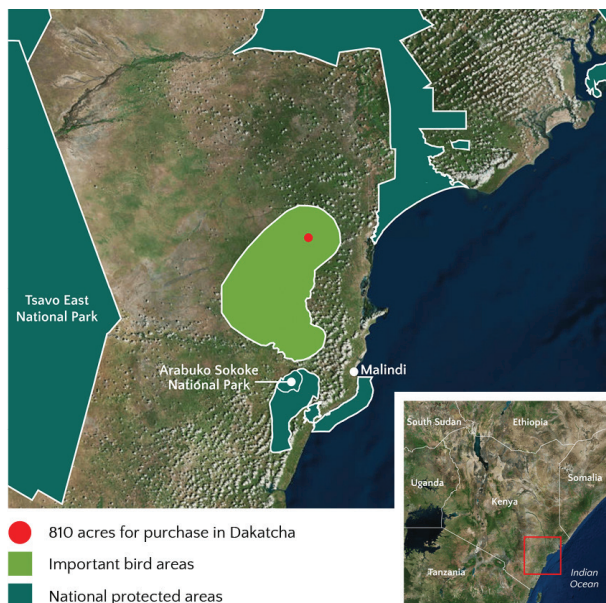 Tsavo East
National Park
Arabuko Sokoke
National Park
Malindi
South Sudan
Ethiopia
Uganda
Kenya
Somalia
Tanzania
Indian
Ocean
810 acres for purchase in Dakatcha
Important bird areas
National protected areas